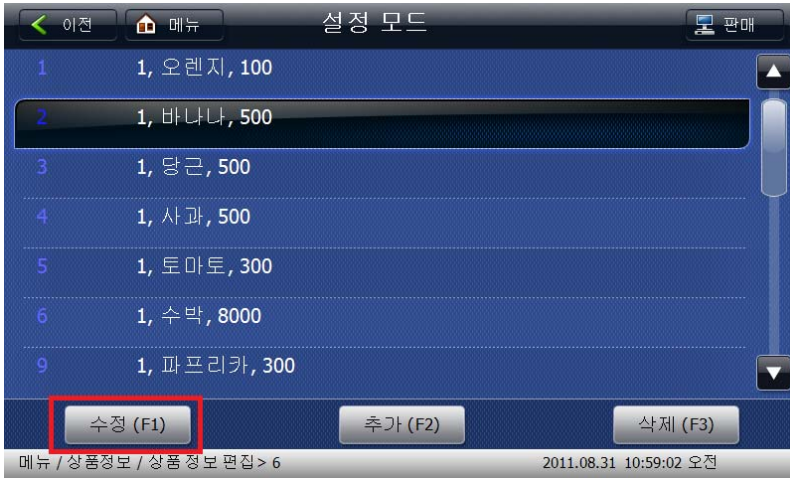 이전 메뉴 설정 모드 판매
1 1, 오렌지, 100
2 1, 바나나, 500
3 1, 당근, 500
4 1, 사과, 500
5 1, 토마토, 300
6 1, 수박, 8000
9 1, 파프리카, 300
수정 (F1) 추가 (F2) 삭제 (F3)
메뉴 / 상품정보 / 상품 정보 편집> 6 2011.08.31 10:59:02 오전